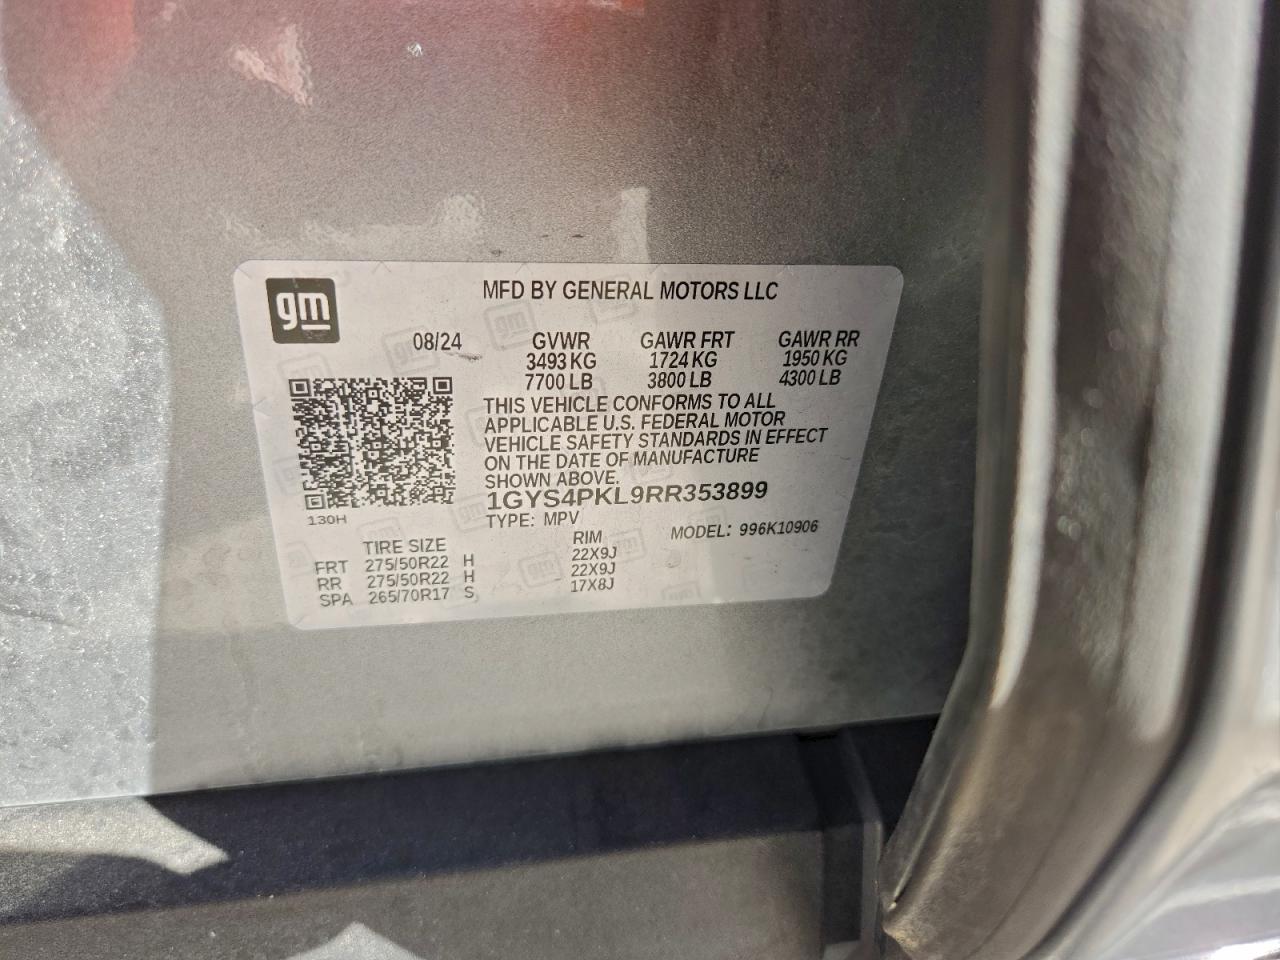 gm
MFD BY GENERAL MOTORS LLC
08/24 GVWR GAWR FRT GAWR RR
3493 KG 1724 KG 1950 KG
7700 LB 3800 LB 4300 LB
THIS VEHICLE CONFORMS TO ALL
APPLICABLE U.S. FEDERAL MOTOR
VEHICLE SAFETY STANDARDS IN EFFECT
ON THE DATE OF MANUFACTURE
SHOWN ABOVE.
1GYS4PKL9RR353899
130H
TYPE: MPV MODEL: 996K10906
TIRE SIZE RIM
FRT 275/50R22 H 22X9J
RR 275/50R22 H 22X9J
SPA 265/70R17 S 17X8J